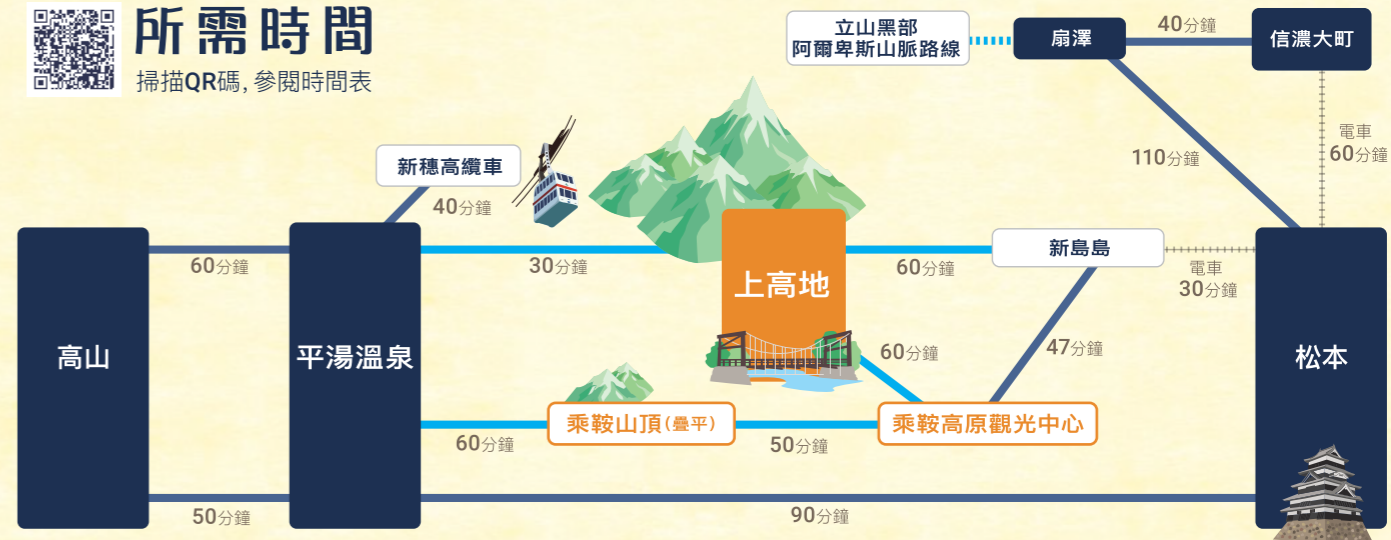 所需時間
掃描QR碼，參閱時間表
立山黑部
阿爾卑斯山脈路線
扇澤
40分鐘
信濃大町
電車
60分鐘
110分鐘
新穗高纜車
40分鐘
高山
60分鐘
平湯溫泉
30分鐘
上高地
60分鐘
新島島
電車
30分鐘
松本
60分鐘
47分鐘
60分鐘
乘鞍山頂(疊平)
50分鐘
乘鞍高原觀光中心
50分鐘
90分鐘